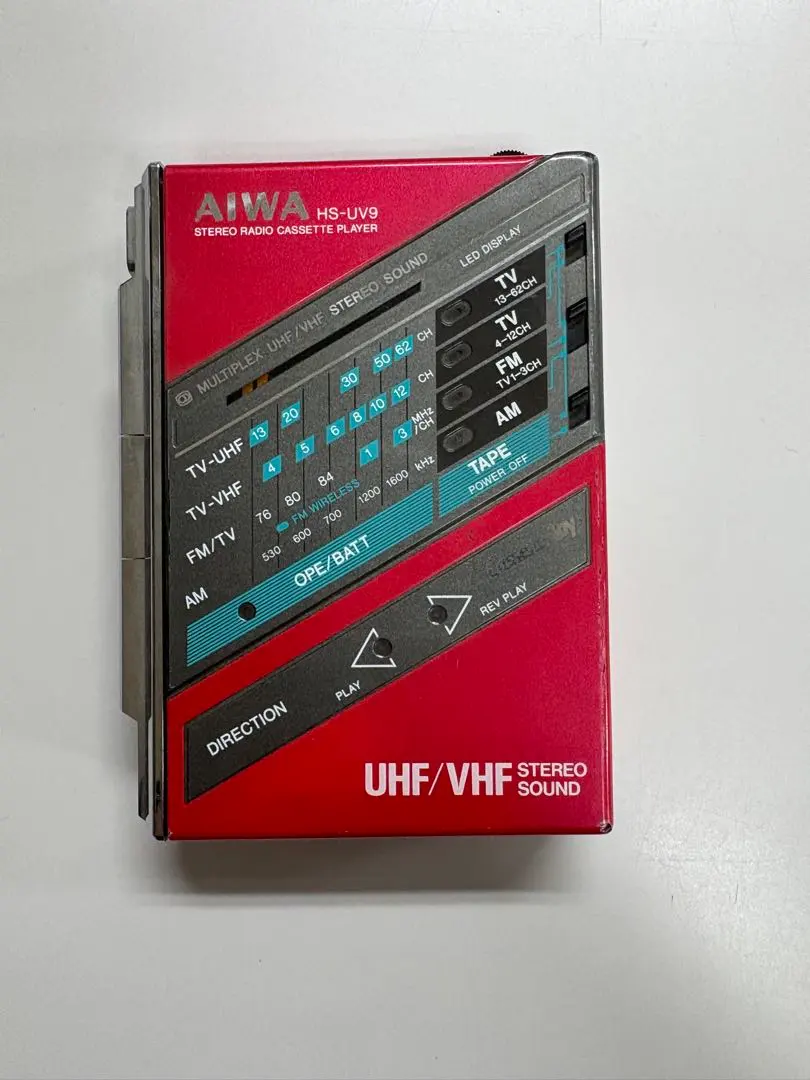 AIWA HS-UV9
STEREO RADIO CASSETTE PLAYER
MULTIPLEX UHF/VHF STEREO SOUND
LED DISPLAY
TV
13-62CH
TV
4-12CH
FM
TV1-3CH
AM
TAPE
POWER OFF
TV-UHF 13 20 30 50 62 CH
TV-VHF 4 5 6 8 10 12 CH
FM/TV 76 80 84 1 3 MHz/CH
FM WIRELESS
AM 530 600 700 1200 1600 kHz
OPE/BATT
DIRECTION
PLAY
REV PLAY
UHF/VHF STEREO
SOUND